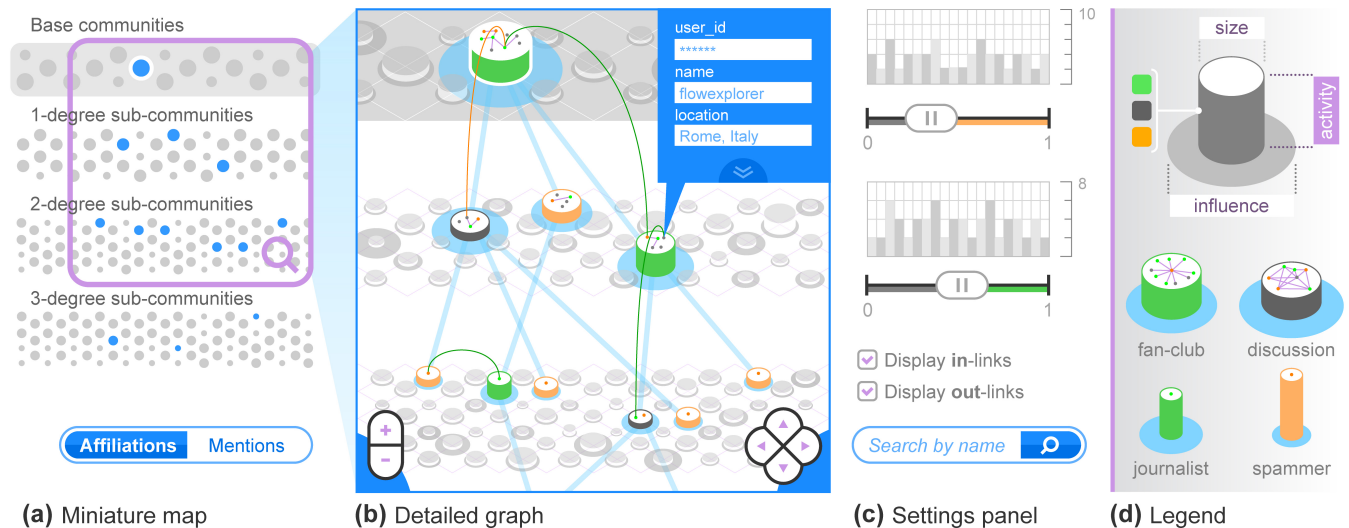 Base communities
1-degree sub-communities
2-degree sub-communities
3-degree sub-communities
Affiliations Mentions
(a) Miniature map
user_id
******
name
flowexplorer
location
Rome, Italy
+
−
(b) Detailed graph
10
0
0 1
8
0
0 1
Display in-links
Display out-links
Search by name
(c) Settings panel
size
activity
influence
fan-club discussion
journalist spammer
(d) Legend